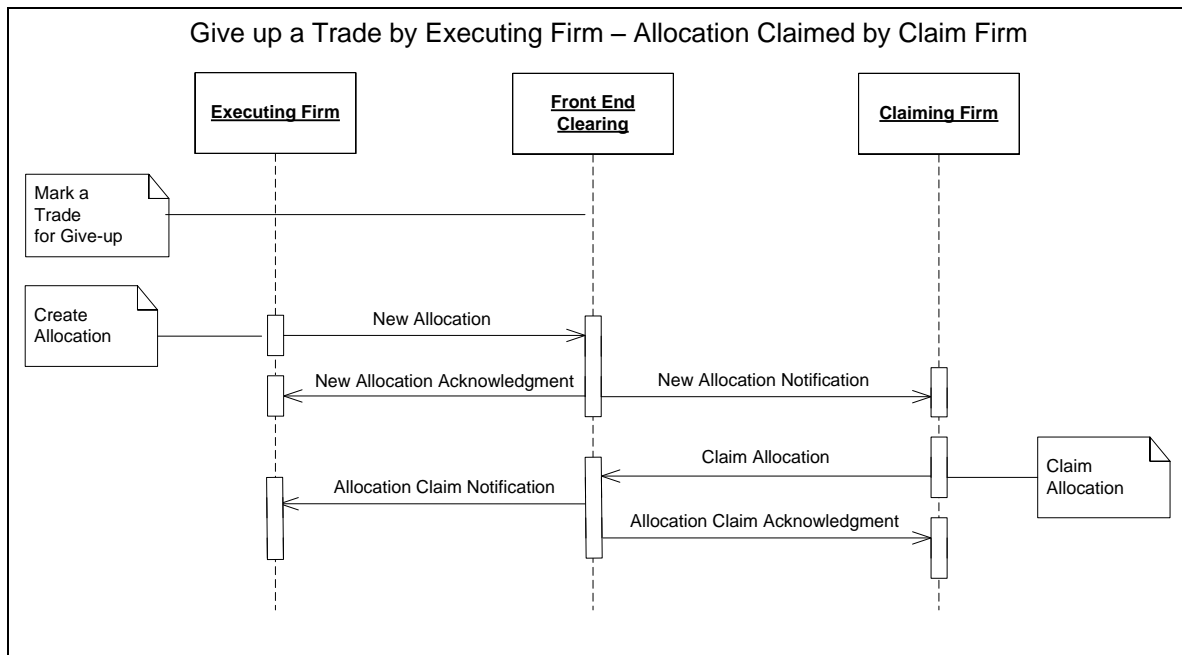 Give up a Trade by Executing Firm – Allocation Claimed by Claim Firm
Executing Firm
Front End
Clearing
Claiming Firm
Mark a
Trade
for Give-up
Create
Allocation
New Allocation
New Allocation Acknowledgment
New Allocation Notification
Claim Allocation
Claim
Allocation
Allocation Claim Notification
Allocation Claim Acknowledgment